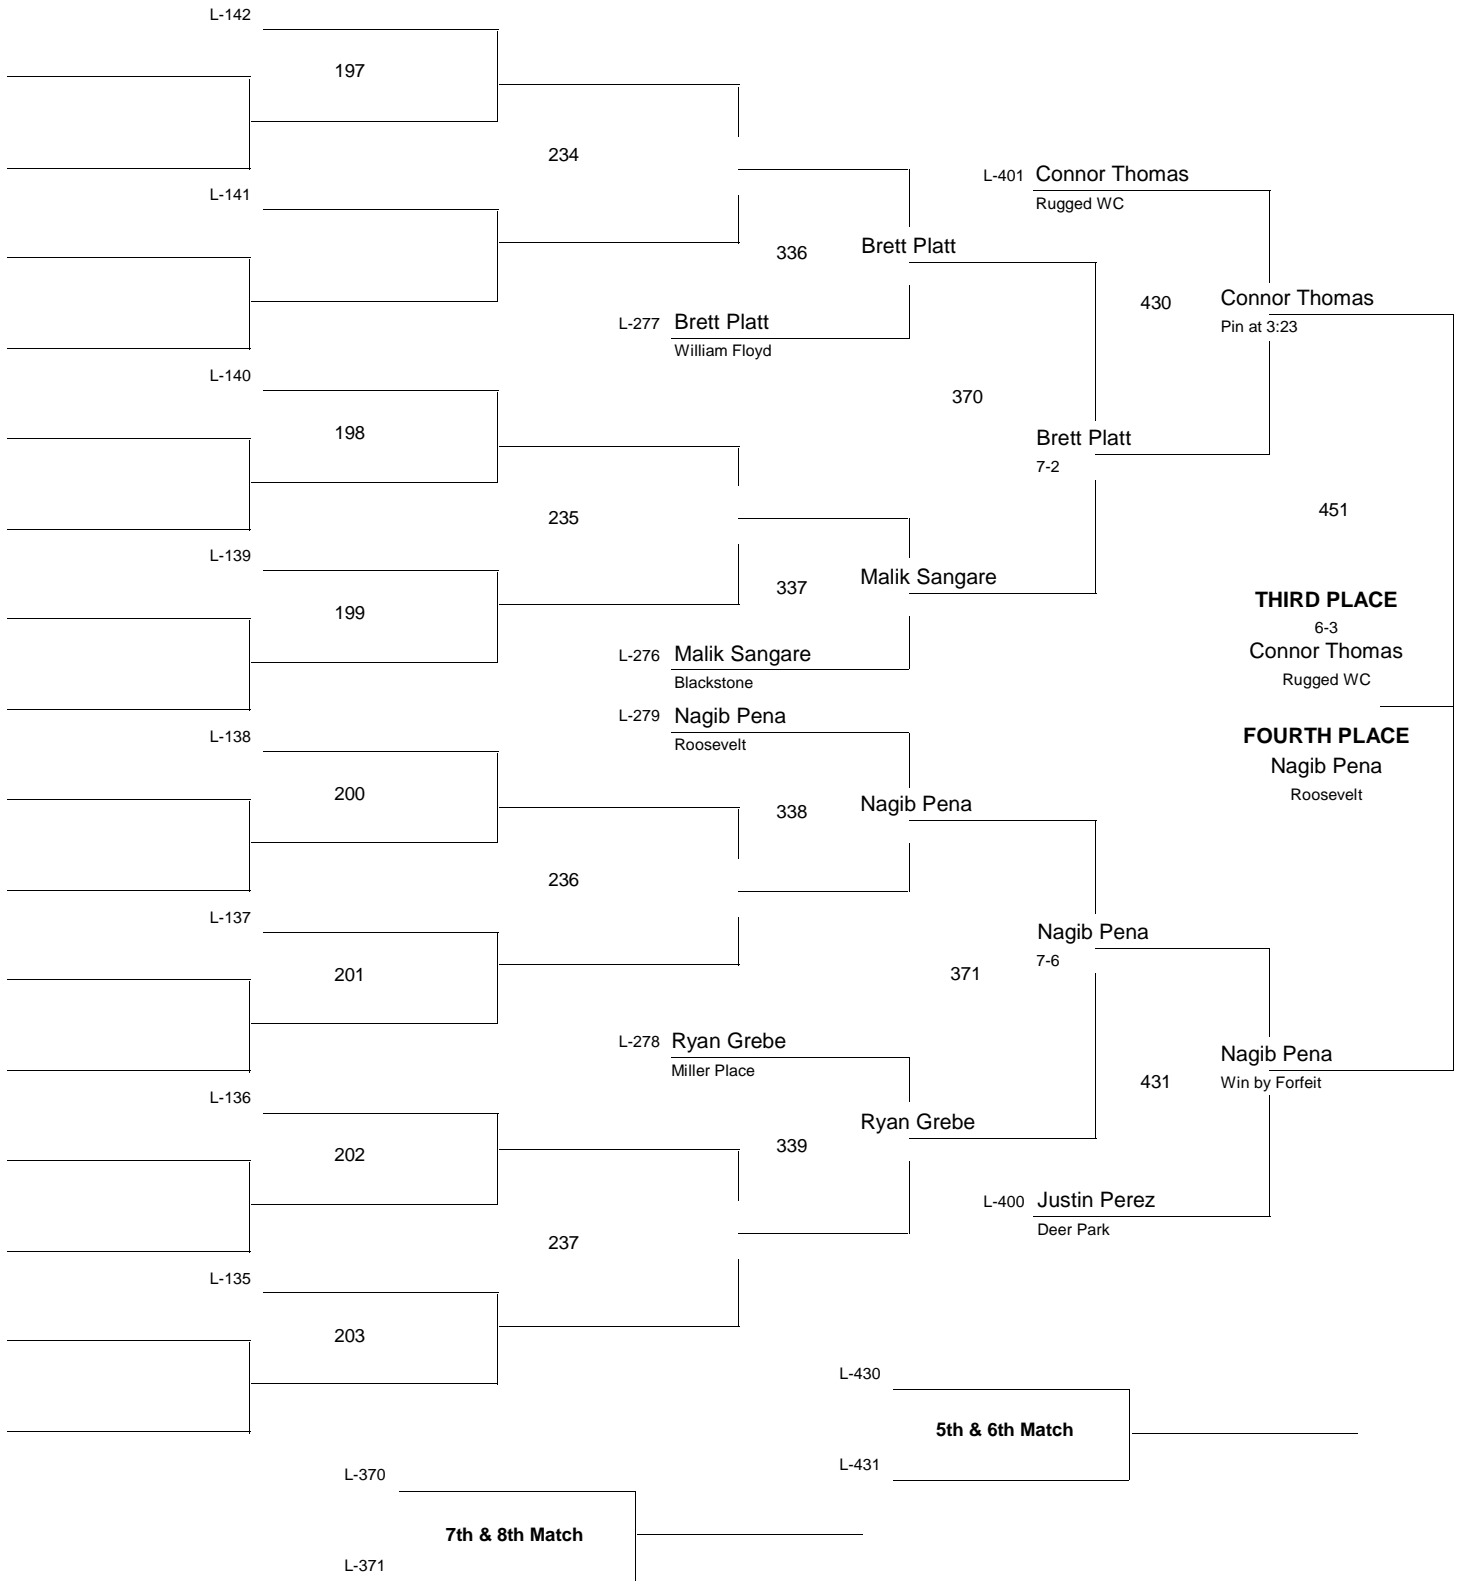 L-142
197
234
L-141
L-401 Connor Thomas
Rugged WC
336
Brett Platt
430
Connor Thomas
Pin at 3:23
L-277 Brett Platt
William Floyd
L-140
370
198
Brett Platt
7-2
235
451
L-139
337
Malik Sangare
199
THIRD PLACE
6-3
Connor Thomas
Rugged WC
L-276 Malik Sangare
Blackstone
L-279 Nagib Pena
Roosevelt
L-138
FOURTH PLACE
Nagib Pena
Roosevelt
200
338
Nagib Pena
236
L-137
Nagib Pena
7-6
201
371
L-278 Ryan Grebe
Miller Place
Nagib Pena
Win by Forfeit
431
L-136
Ryan Grebe
202
339
L-400 Justin Perez
Deer Park
237
L-135
203
L-430
5th & 6th Match
L-431
L-370
7th & 8th Match
L-371